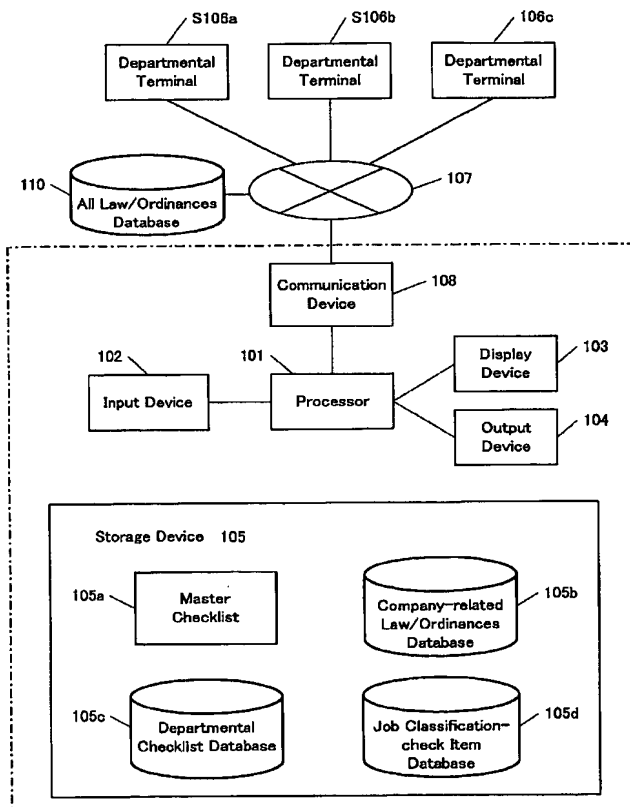 S106a
S106b
106c
Departmental
Terminal
Departmental
Terminal
Departmental
Terminal
110
All Law/Ordinances
Database
107
Communication
Device
108
102
101
Input Device
Processor
Display
Device
103
Output
Device
104
Storage Device 105
105a
Master
Checklist
Company-related
Law/Ordinances
Database
105b
105c
Departmental
Checklist Database
Job Classification-
check Item
Database
105d